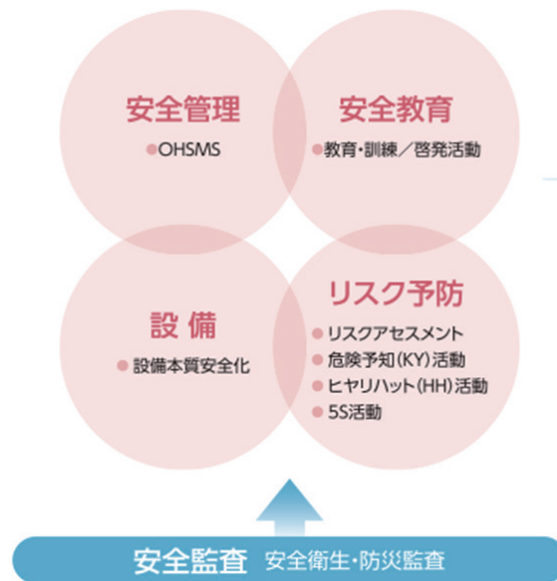 安全管理
●OHSMS
安全教育
●教育・訓練／啓発活動
設備
●設備本質安全化
リスク予防
●リスクアセスメント
●危険予知(KY)活動
●ヒヤリハット(HH)活動
●5S活動
安全監査 安全衛生・防災監査